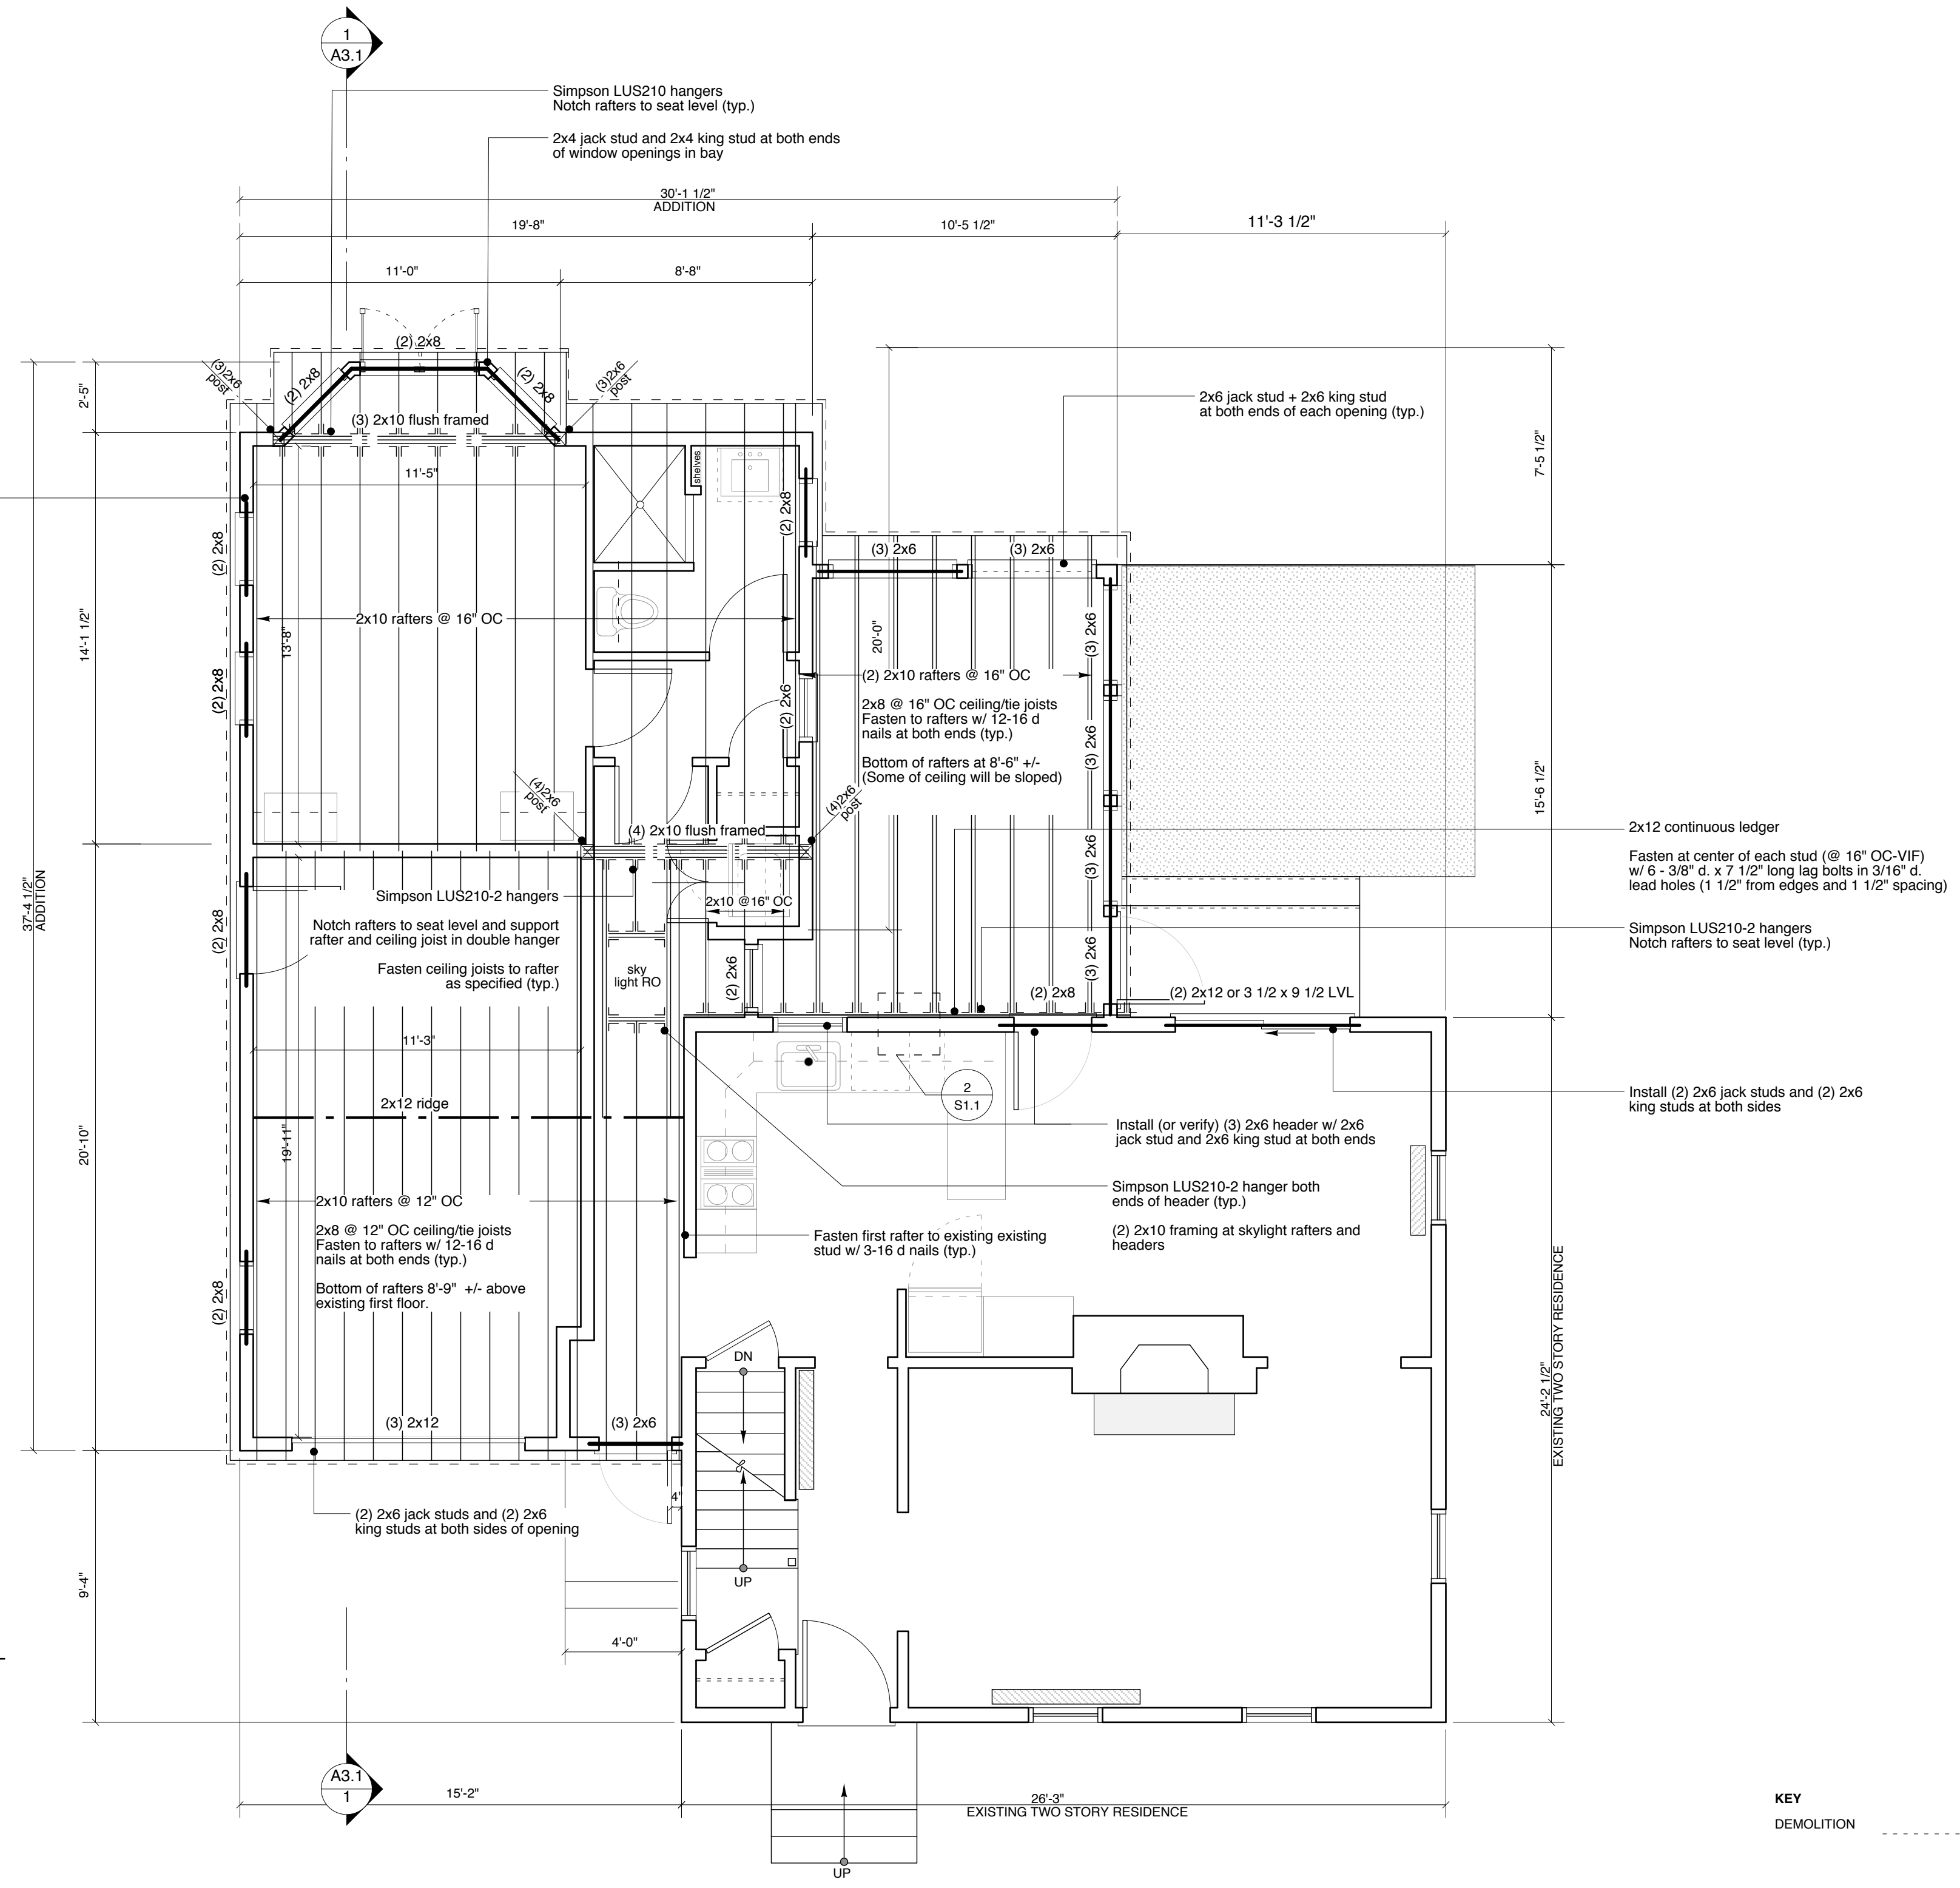 1
A3.1
Simpson LUS210 hangers
Notch rafters to seat level (typ.)
2x4 jack stud and 2x4 king stud at both ends
of window openings in bay
30'-1 1/2"
ADDITION
19'-8"
10'-5 1/2"
11'-3 1/2"
11'-0"
8'-8"
(2) 2x8
(3)2x6
post
(2) 2x8
(2) 2x8
(3)2x6
post
2'-5"
(3) 2x10 flush framed
2x6 jack stud + 2x6 king stud
at both ends of each opening (typ.)
7'-5 1/2"
11'-5"
shelves
(2) 2x8
(2) 2x8
(3) 2x6
(3) 2x6
14'-1 1/2"
13'-8"
2x10 rafters @ 16" OC
20'-0"
(3) 2x6
(2) 2x8
(2) 2x6
(2) 2x10 rafters @ 16" OC
2x8 @ 16" OC ceiling/tie joists
Fasten to rafters w/ 12-16 d
nails at both ends (typ.)
Bottom of rafters at 8'-6" +/-
(Some of ceiling will be sloped)
(3) 2x6
15'-6 1/2"
(4)2x6
post
(4)2x6
post
(4) 2x10 flush framed
(3) 2x6
2x12 continuous ledger
Fasten at center of each stud (@ 16" OC-VIF)
w/ 6 - 3/8" d. x 7 1/2" long lag bolts in 3/16" d.
lead holes (1 1/2" from edges and 1 1/2" spacing)
37'-4 1/2"
ADDITION
(2) 2x8
Simpson LUS210-2 hangers
Notch rafters to seat level and support
rafter and ceiling joist in double hanger
Fasten ceiling joists to rafter
as specified (typ.)
2x10 @16" OC
Simpson LUS210-2 hangers
Notch rafters to seat level (typ.)
sky
light RO
(2) 2x6
(3) 2x6
(2) 2x8
(2) 2x12 or 3 1/2 x 9 1/2 LVL
11'-3"
2
S1.1
Install (2) 2x6 jack studs and (2) 2x6
king studs at both sides
2x12 ridge
Install (or verify) (3) 2x6 header w/ 2x6
jack stud and 2x6 king stud at both ends
20'-10"
19'-11"
2x10 rafters @ 12" OC
2x8 @ 12" OC ceiling/tie joists
Fasten to rafters w/ 12-16 d
nails at both ends (typ.)
Bottom of rafters 8'-9" +/- above
existing first floor.
(2) 2x8
Simpson LUS210-2 hanger both
ends of header (typ.)
(2) 2x10 framing at skylight rafters and
headers
Fasten first rafter to existing existing
stud w/ 3-16 d nails (typ.)
24'-2 1/2"
EXISTING TWO STORY RESIDENCE
DN
(3) 2x12
(3) 2x6
4"
(2) 2x6 jack studs and (2) 2x6
king studs at both sides of opening
UP
9'-4"
4'-0"
A3.1
1
15'-2"
26'-3"
EXISTING TWO STORY RESIDENCE
UP
KEY
DEMOLITION